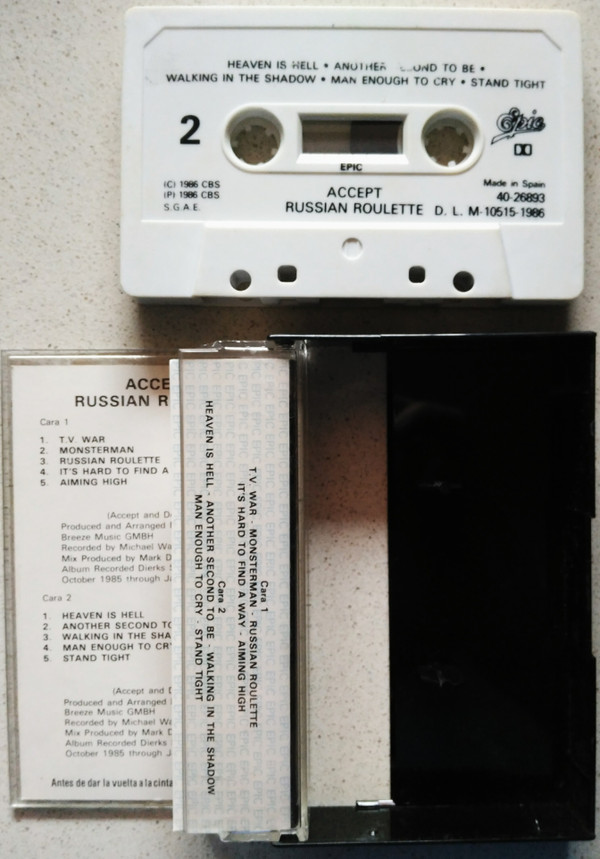 HEAVEN IS HELL • ANOTHER SECOND TO BE •
WALKING IN THE SHADOW • MAN ENOUGH TO CRY • STAND TIGHT
2
Epic
EPIC
(C) 1986 CBS
(P) 1986 CBS
S.G.A.E.
ACCEPT
RUSSIAN ROULETTE
Made in Spain
40-26893
D. L. M-10515-1986
ACCE
RUSSIAN R
Cara 1
1. T.V. WAR
2. MONSTERMAN
3. RUSSIAN ROULETTE
4. IT'S HARD TO FIND A
5. AIMING HIGH
(Accept and D
Produced and Arranged
Breeze Music GMBH
Recorded by Michael Wa
Mix Produced by Mark D
Album Recorded Dierks
October 1985 through Ja
Cara 2
1. HEAVEN IS HELL
2. ANOTHER SECOND TO
3. WALKING IN THE SHA
4. MAN ENOUGH TO CRY
5. STAND TIGHT
(Accept and D
Produced and Arranged
Breeze Music GMBH
Recorded by Michael Wa
Mix Produced by Mark D
Album Recorded Dierks
October 1985 through J
Antes de dar la vuelta a la cinta
Cara 1
T.V. WAR - MONSTERMAN - RUSSIAN ROULETTE
IT'S HARD TO FIND A WAY - AIMING HIGH
Cara 2
HEAVEN IS HELL - ANOTHER SECOND TO BE - WALKING IN THE SHADOW
MAN ENOUGH TO CRY - STAND TIGHT